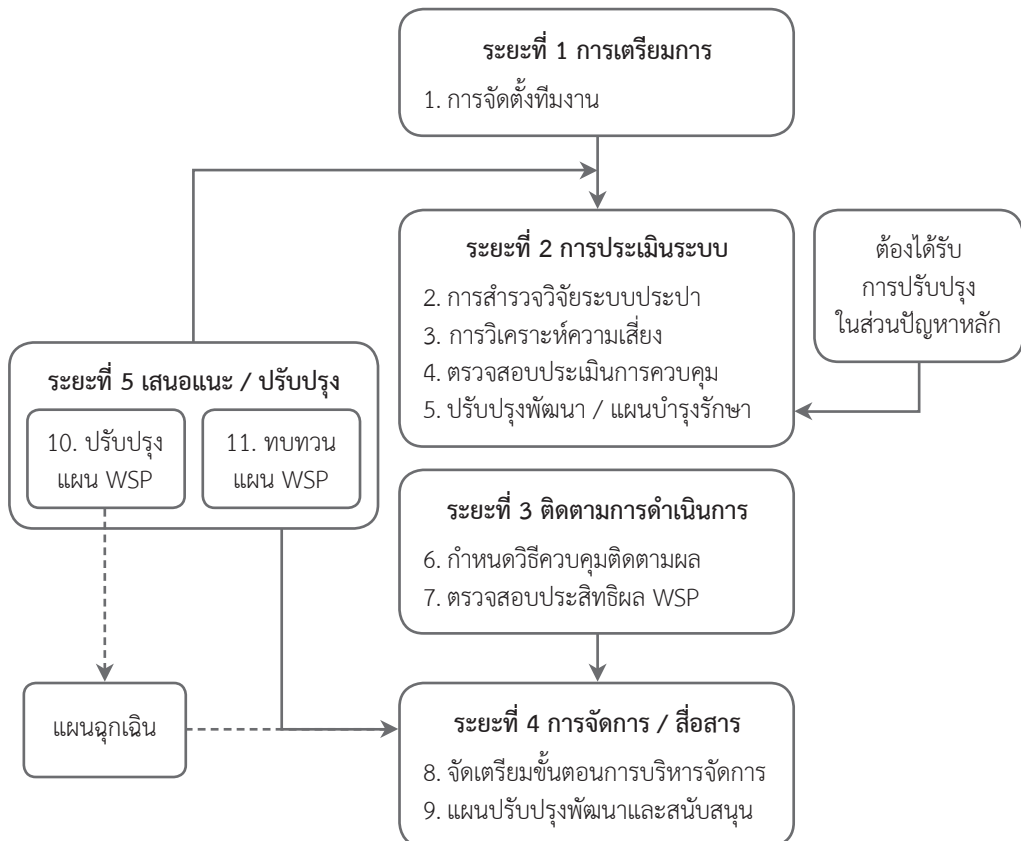 ระยะที่ 1 การเตรียมการ
1. การจัดตั้งทีมงาน
ระยะที่ 2 การประเมินระบบ
2. การสำรวจวิจัยระบบประปา
3. การวิเคราะห์ความเสี่ยง
4. ตรวจสอบประเมินการควบคุม
5. ปรับปรุงพัฒนา / แผนบำรุงรักษา
ต้องได้รับ
การปรับปรุง
ในส่วนปัญหาหลัก
ระยะที่ 5 เสนอแนะ / ปรับปรุง
10. ปรับปรุง
แผน WSP
11. ทบทวน
แผน WSP
ระยะที่ 3 ติดตามการดำเนินการ
6. กำหนดวิธีควบคุมติดตามผล
7. ตรวจสอบประสิทธิผล WSP
แผนฉุกเฉิน
ระยะที่ 4 การจัดการ / สื่อสาร
8. จัดเตรียมขั้นตอนการบริหารจัดการ
9. แผนปรับปรุงพัฒนาและสนับสนุน